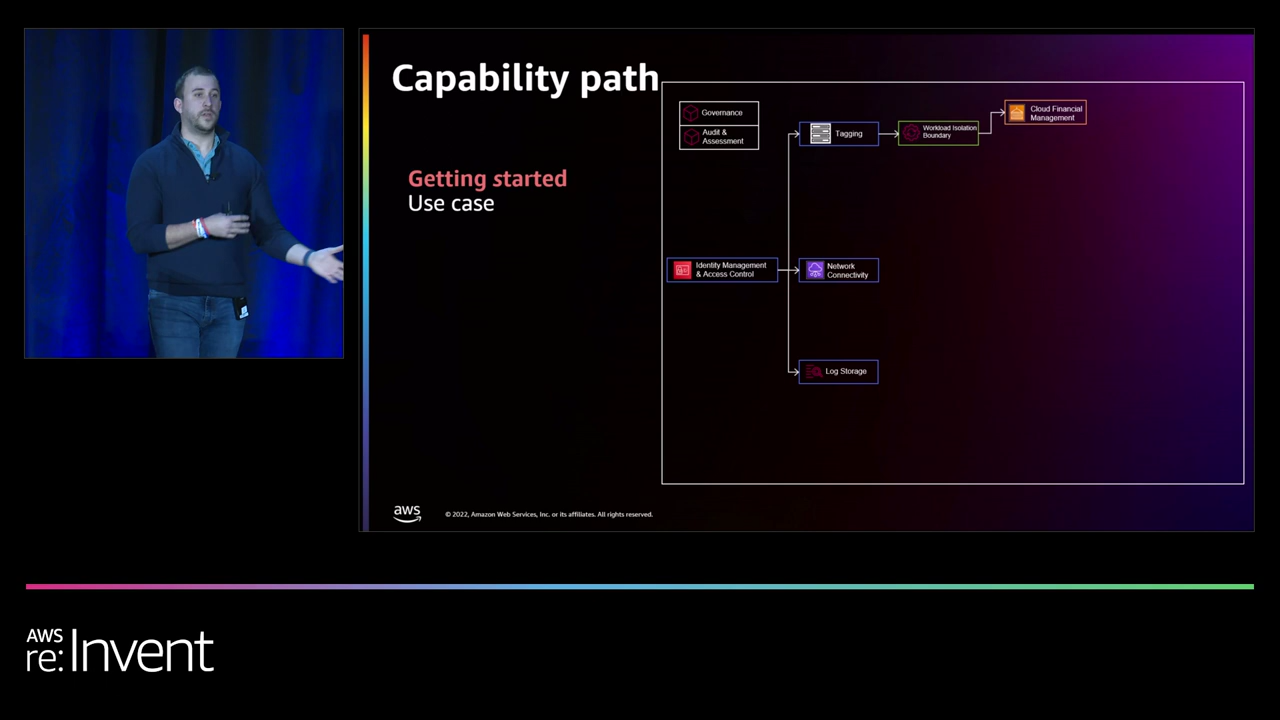 Capability path
Getting started
Use case
Governance
Audit &
Assessment
Tagging
Workload Isolation
Boundary
Cloud Financial
Management
Identity Management
& Access Control
Network
Connectivity
Log Storage
aws
© 2022, Amazon Web Services, Inc. or its affiliates. All rights reserved.
AWS
re:Invent